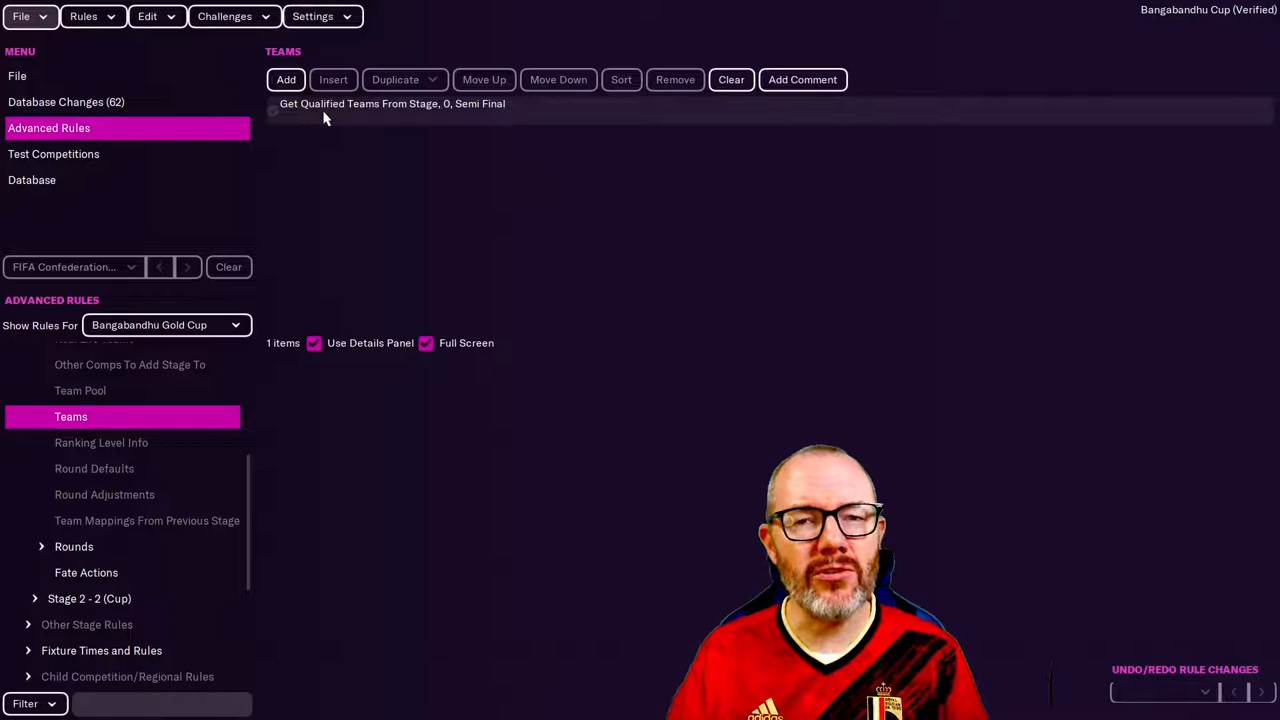 File
Rules
Edit
Challenges
Settings
Bangabandhu Cup (Verified)
MENU
File
Database Changes (62)
Advanced Rules
Test Competitions
Database
FIFA Confederation...
Clear
ADVANCED RULES
Show Rules For
Bangabandhu Gold Cup
Other Comps To Add Stage To
Team Pool
Teams
Ranking Level Info
Round Defaults
Round Adjustments
Team Mappings From Previous Stage
Rounds
Fate Actions
Stage 2 - 2 (Cup)
Other Stage Rules
Fixture Times and Rules
Child Competition/Regional Rules
Filter
TEAMS
Add
Insert
Duplicate
Move Up
Move Down
Sort
Remove
Clear
Add Comment
Get Qualified Teams From Stage, 0, Semi Final
1 items
Use Details Panel
Full Screen
UNDO/REDO RULE CHANGES